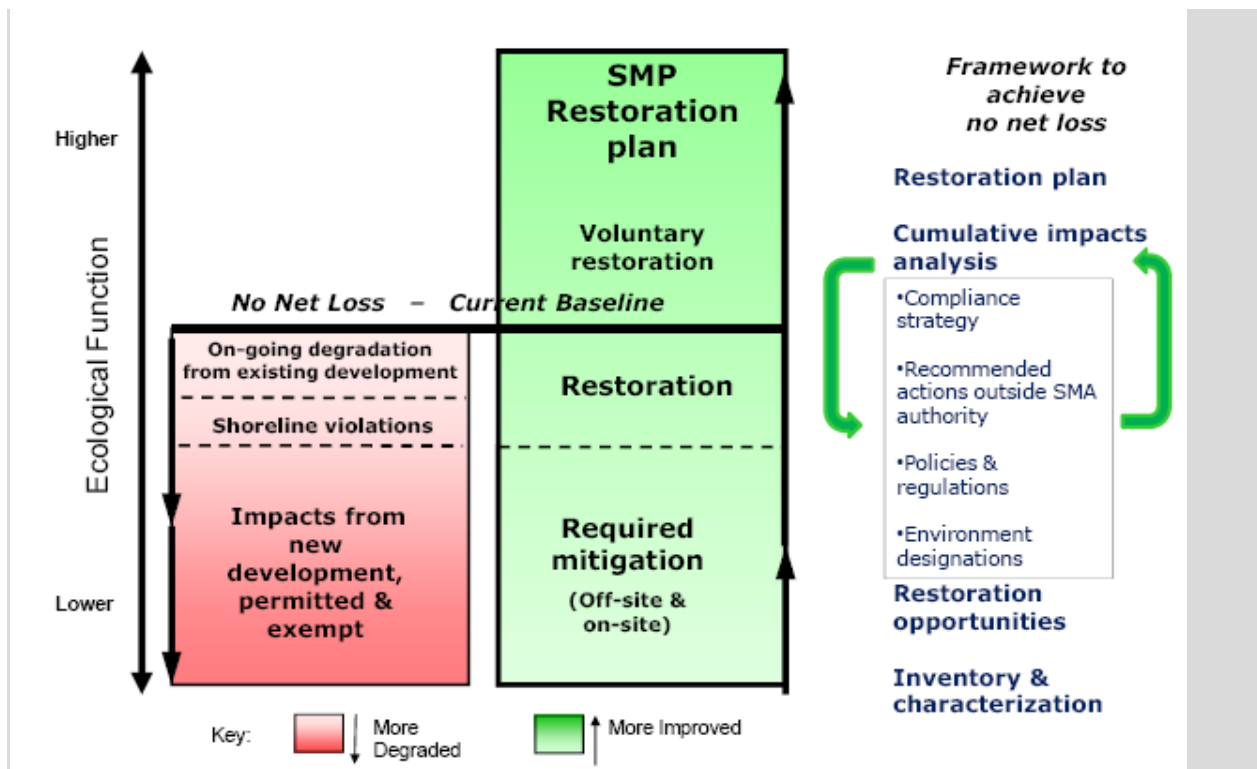 Higher
Ecological Function
Lower
SMP
Restoration
plan
Voluntary
restoration
No Net Loss – Current Baseline
On-going degradation
from existing development
Shoreline violations
Impacts from
new
development,
permitted &
exempt
Restoration
Required
mitigation
(Off-site &
on-site)
Framework to
achieve
no net loss
Restoration plan
Cumulative impacts
analysis
•Compliance
strategy
•Recommended
actions outside SMA
authority
•Policies &
regulations
•Environment
designations
Restoration
opportunities
Inventory &
characterization
Key:
More
Degraded
More Improved